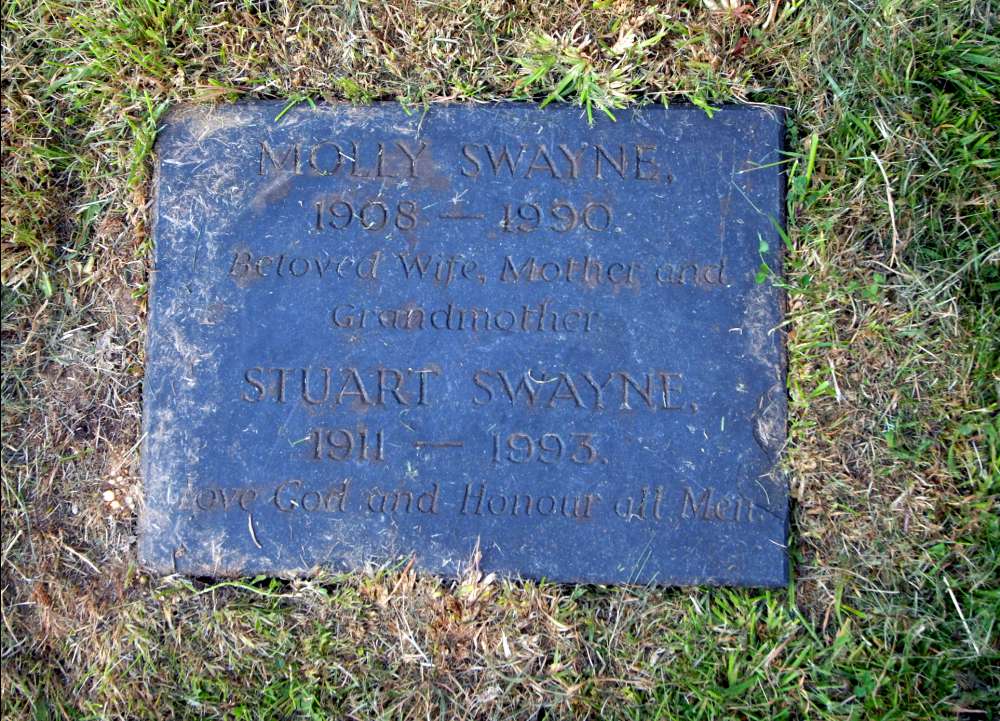 MOLLY SWAYNE,
1908 — 1990
Beloved Wife, Mother and
Grandmother
STUART SWAYNE,
1911 — 1993.
Love God and Honour all Men.